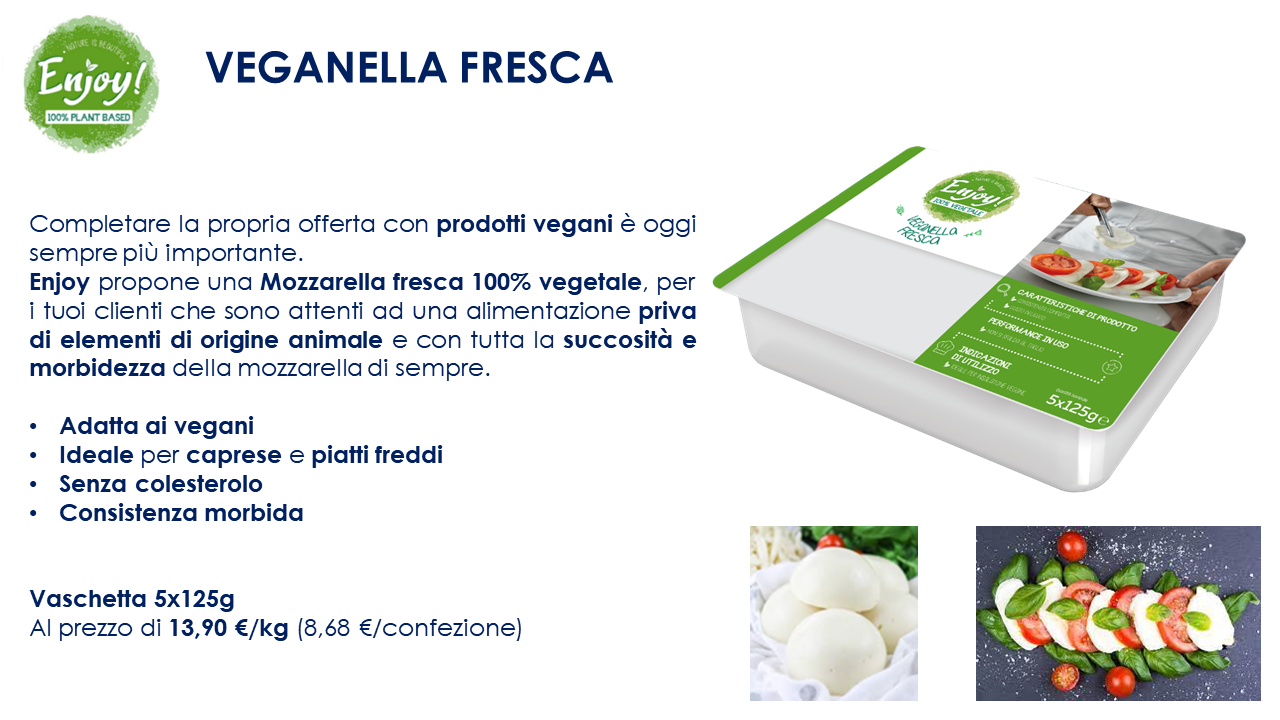 NATURE IS BEAUTIFUL
Enjoy!
100% PLANT BASED
VEGANELLA FRESCA
Completare la propria offerta con prodotti vegani è oggi
sempre più importante.
Enjoy propone una Mozzarella fresca 100% vegetale, per
i tuoi clienti che sono attenti ad una alimentazione priva
di elementi di origine animale e con tutta la succosità e
morbidezza della mozzarella di sempre.
• Adatta ai vegani
• Ideale per caprese e piatti freddi
• Senza colesterolo
• Consistenza morbida
Vaschetta 5x125g
Al prezzo di 13,90 €/kg (8,68 €/confezione)
Enjoy!
100% VEGETALE
VEGANELLA
FRESCA
CARATTERISTICHE DI PRODOTTO
PERFORMANCE IN USO
INDICAZIONI
DI UTILIZZO
5x125g e